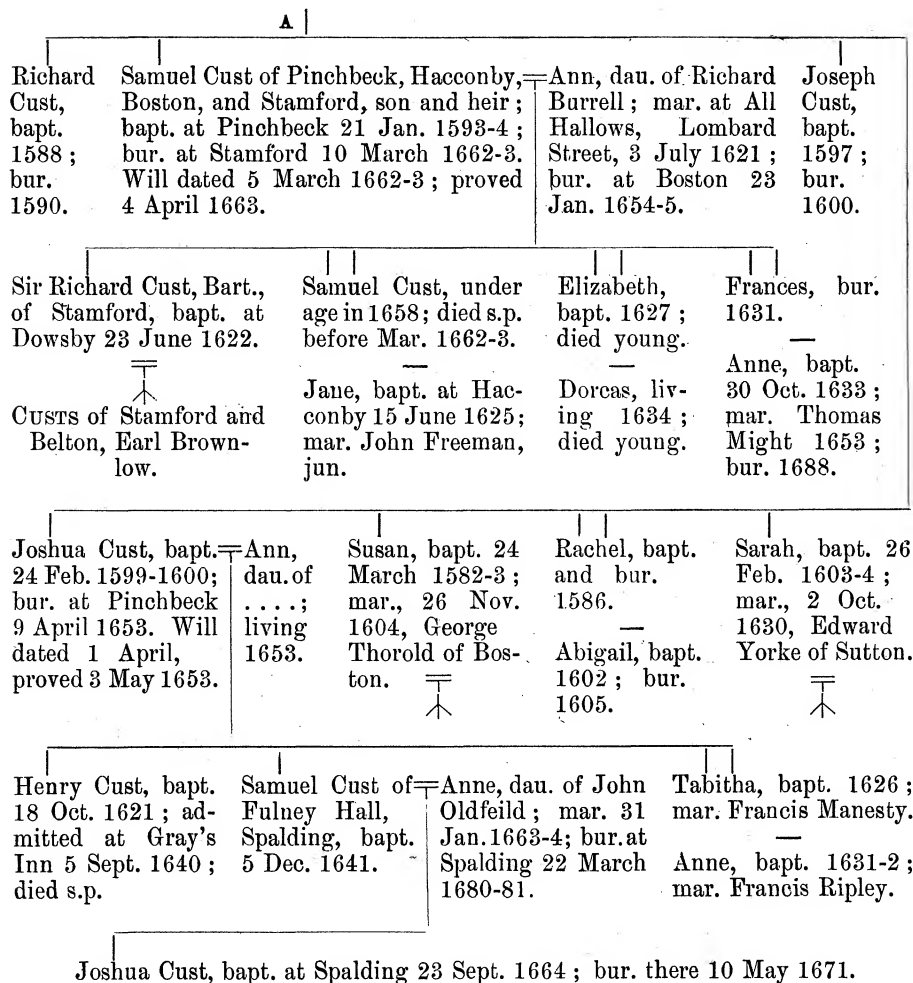 A
Richard
Cust,
bapt.
1588 ;
bur.
1590.
Samuel Cust of Pinchbeck, Hacconby,
Boston, and Stamford, son and heir ;
bapt. at Pinchbeck 21 Jan. 1593-4 ;
bur. at Stamford 10 March 1662-3.
Will dated 5 March 1662-3 ; proved
4 April 1663.
Ann, dau. of Richard
Burrell ; mar. at All
Hallows, Lombard
Street, 3 July 1621 ;
bur. at Boston 23
Jan. 1654-5.
Joseph
Cust,
bapt.
1597 ;
bur.
1600.
Sir Richard Cust, Bart.,
of Stamford, bapt. at
Dowsby 23 June 1622.
CUSTS of Stamford and
Belton, Earl Brown-
low.
Samuel Cust, under
age in 1658 ; died s.p.
before Mar. 1662-3.
—
Jane, bapt. at Hac-
conby 15 June 1625 ;
mar. John Freeman,
jun.
Elizabeth,
bapt. 1627 ;
died young.
—
Dorcas, liv-
ing 1634 ;
died young.
Frances, bur.
1631.
—
Anne, bapt.
30 Oct. 1633 ;
mar. Thomas
Might 1653 ;
bur. 1688.
Joshua Cust, bapt.
24 Feb. 1599-1600;
bur. at Pinchbeck
9 April 1653. Will
dated 1 April,
proved 3 May 1653.
Ann,
dau. of
. . . . ;
living
1653.
Susan, bapt. 24
March 1582-3 ;
mar., 26 Nov.
1604, George
Thorold of Bos-
ton.
Rachel, bapt.
and bur.
1586.
—
Abigail, bapt.
1602 ; bur.
1605.
Sarah, bapt. 26
Feb. 1603-4 ;
mar., 2 Oct.
1630, Edward
Yorke of Sutton.
Henry Cust, bapt.
18 Oct. 1621 ; ad-
mitted at Gray's
Inn 5 Sept. 1640 ;
died s.p.
Samuel Cust of
Fulney Hall,
Spalding, bapt.
5 Dec. 1641.
Anne, dau. of John
Oldfeild ; mar. 31
Jan. 1663-4; bur. at
Spalding 22 March
1680-81.
Tabitha, bapt. 1626 ;
mar. Francis Manesty.
—
Anne, bapt. 1631-2 ;
mar. Francis Ripley.
Joshua Cust, bapt. at Spalding 23 Sept. 1664 ; bur. there 10 May 1671.